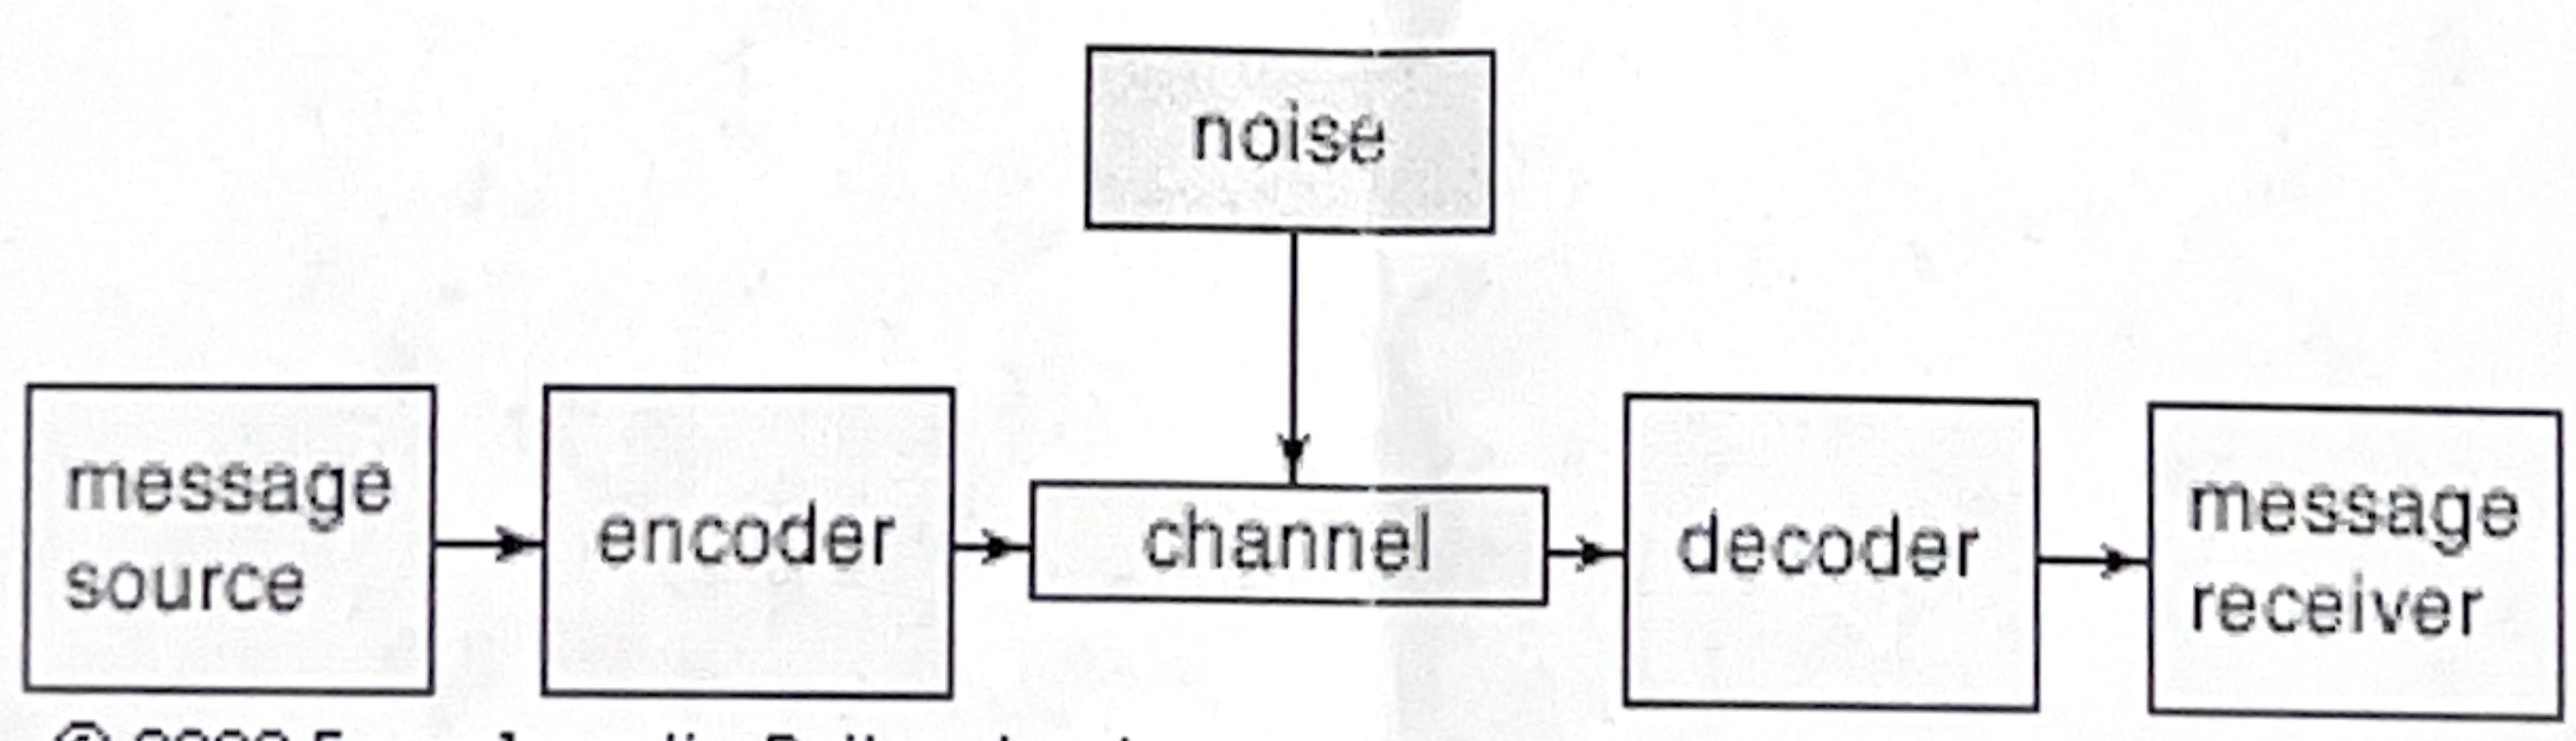 noise
message
source
encoder
channel
decoder
message
receiver